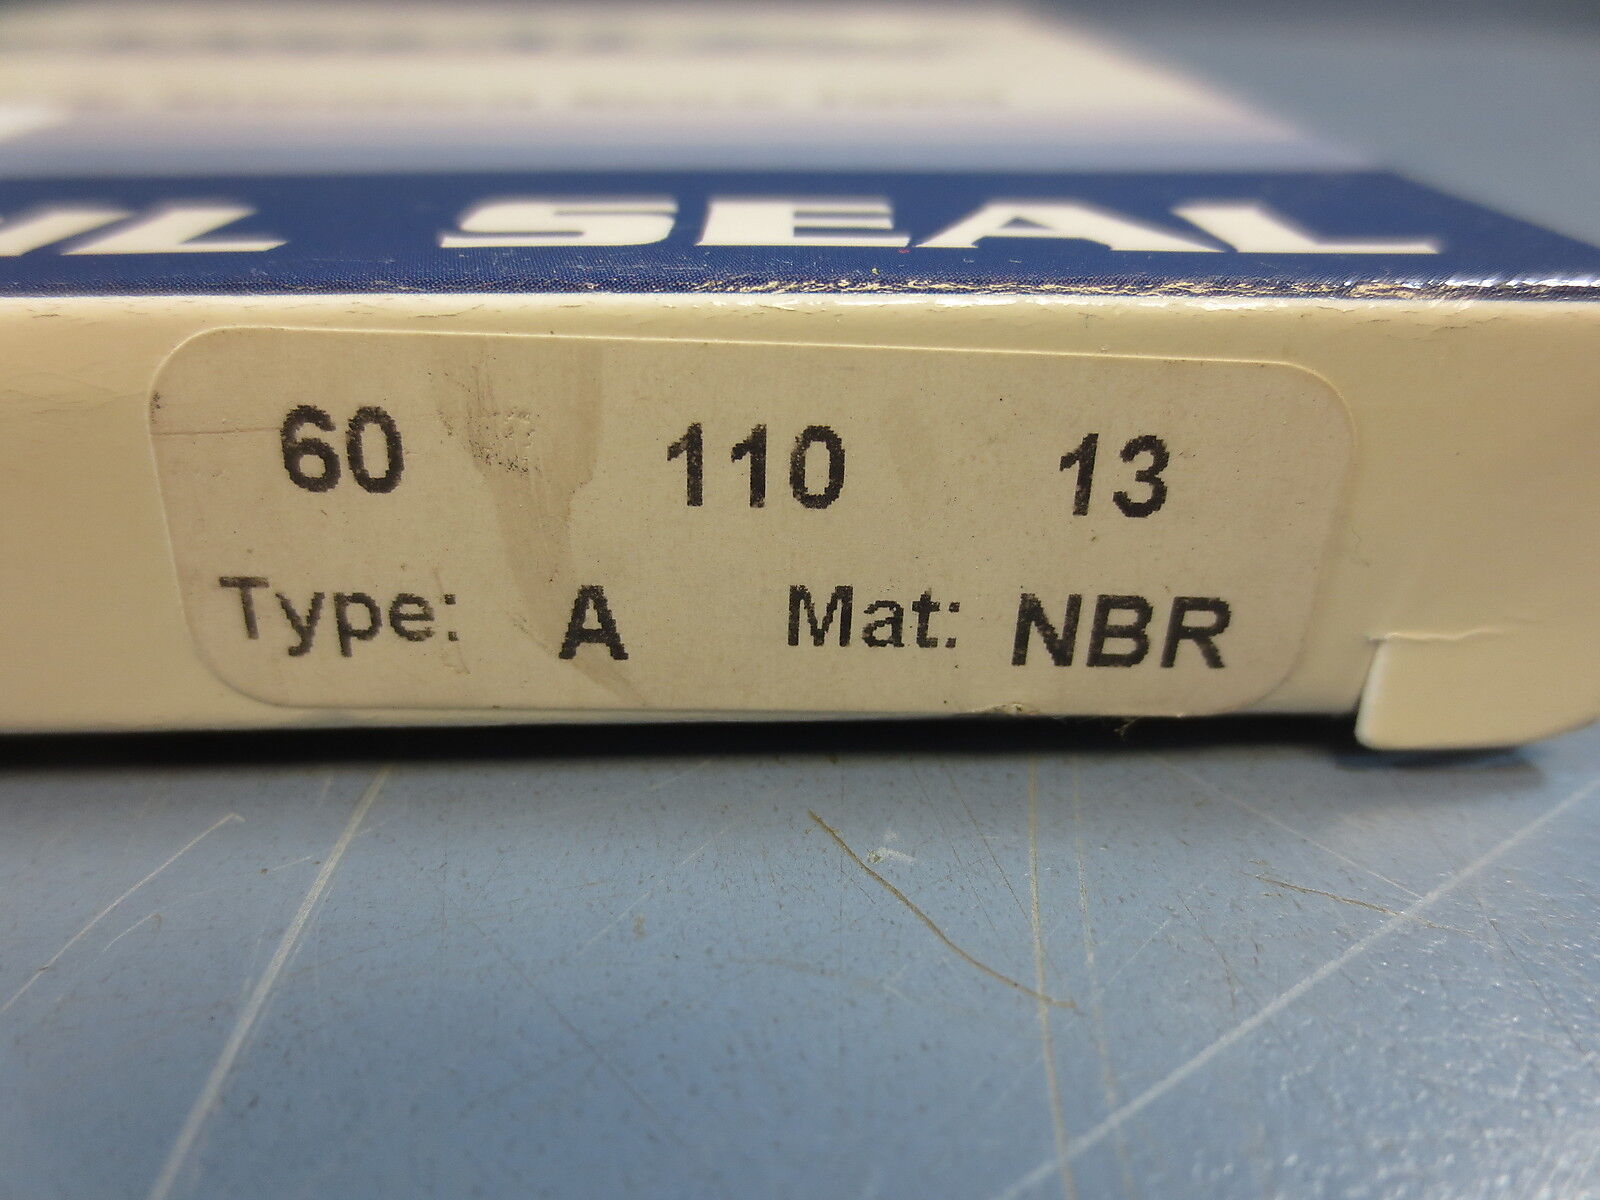 SEAL
60 110 13
Type: A Mat: NBR